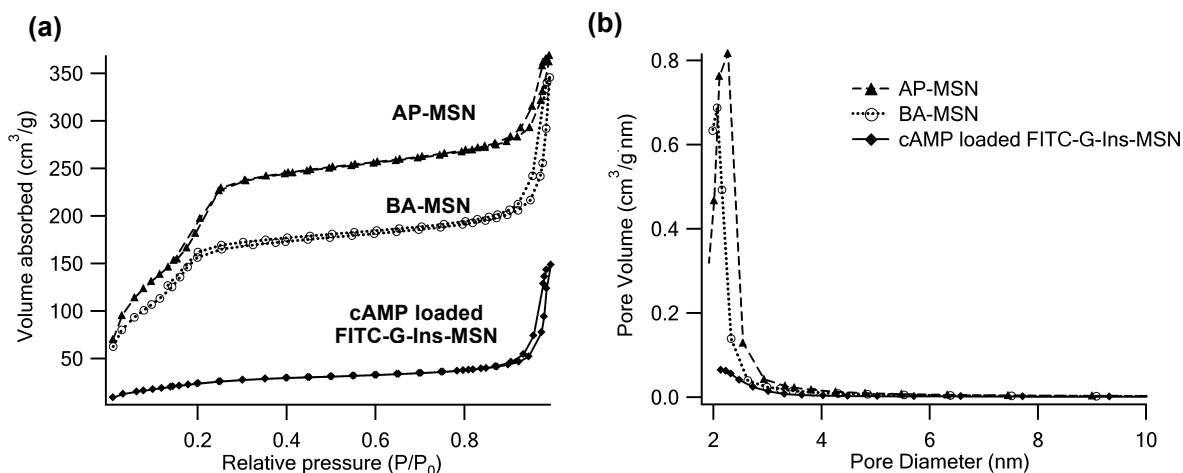 (a)
350
300
250
200
150
100
50
Volume absorbed (cm³/g)
AP-MSN
BA-MSN
cAMP loaded
FITC-G-Ins-MSN
0.2
0.4
0.6
0.8
Relative pressure (P/P₀)
(b)
0.8
0.6
0.4
0.2
0.0
Pore Volume (cm³/g nm)
AP-MSN
BA-MSN
cAMP loaded FITC-G-Ins-MSN
2
4
6
8
10
Pore Diameter (nm)